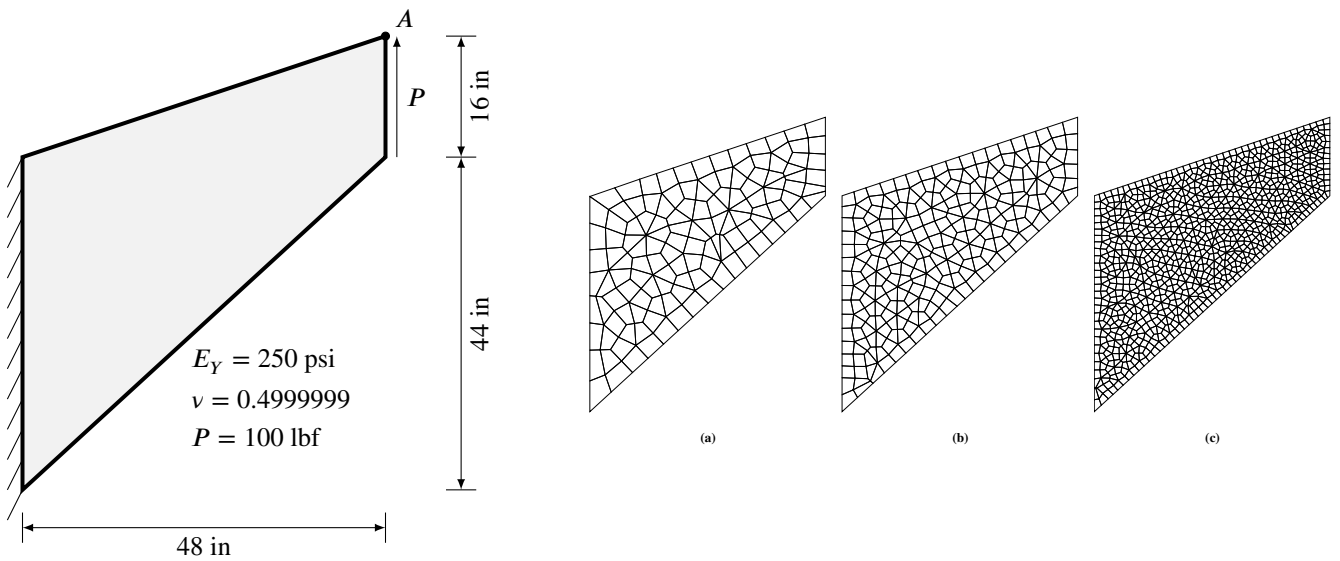 A
P
16 in
44 in
E_Y = 250 psi
ν = 0.4999999
P = 100 lbf
48 in
(a)
(b)
(c)